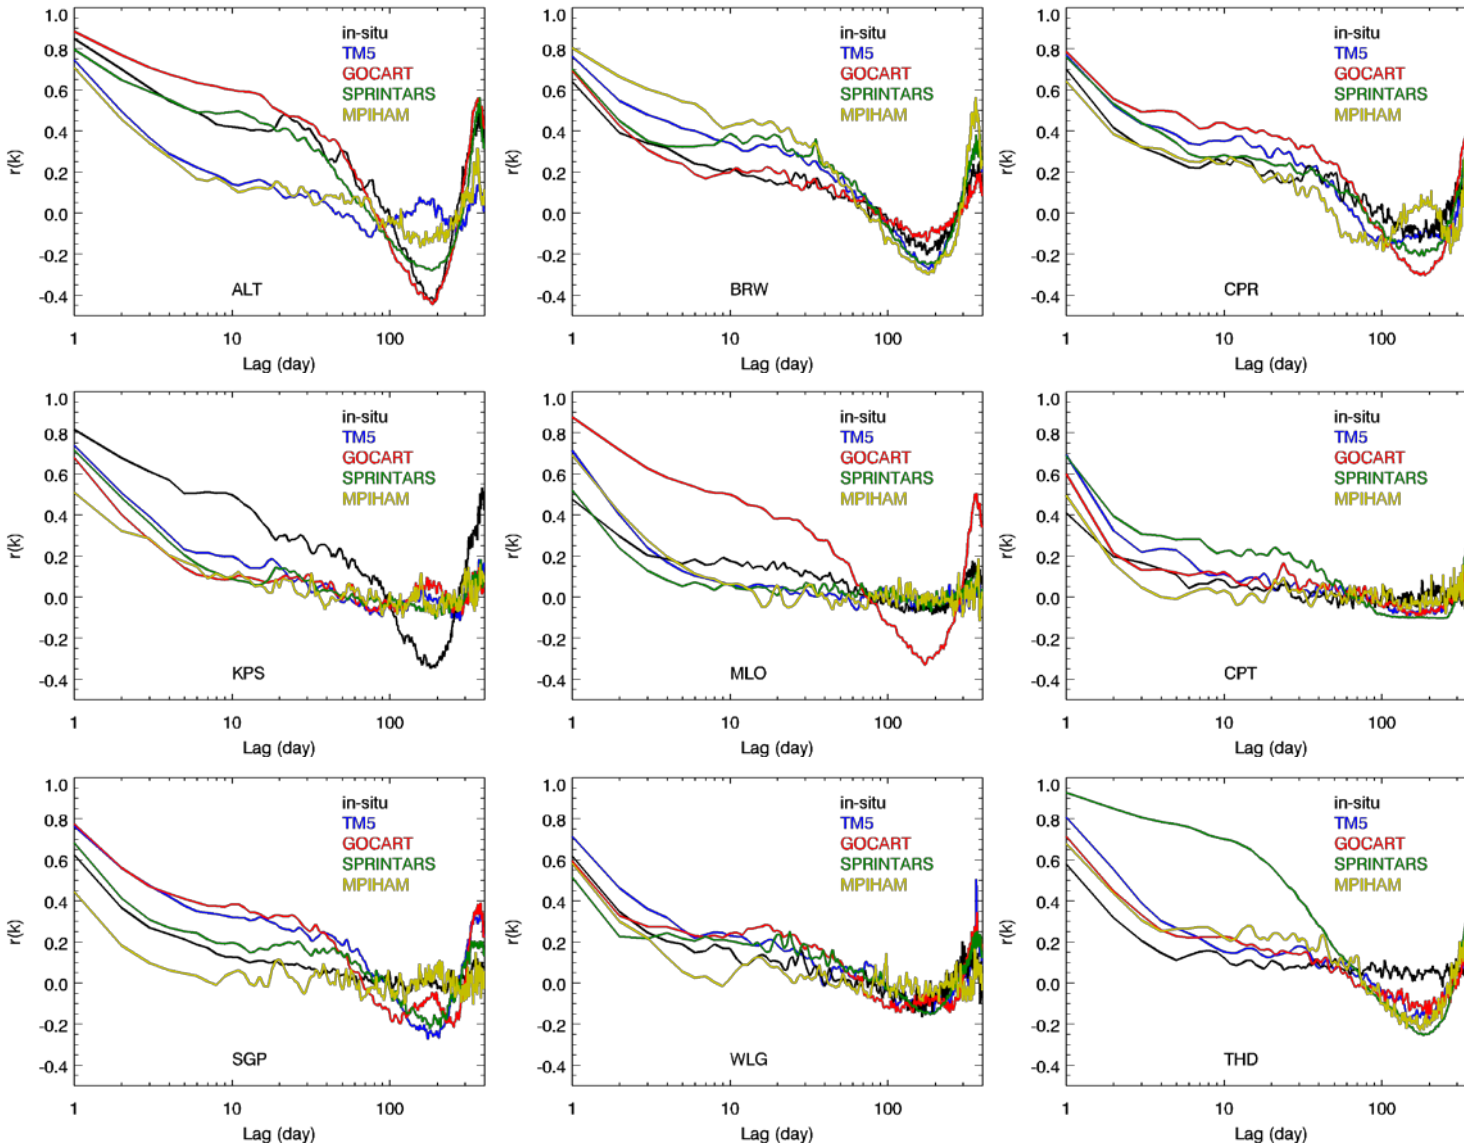 1.0
0.8
0.6
0.4
0.2
0.0
-0.2
-0.4
r(k)
in-situ
TM5
GOCART
SPRINTARS
MPIHAM
ALT
1 10 100
Lag (day)
1.0
0.8
0.6
0.4
0.2
0.0
-0.2
-0.4
r(k)
in-situ
TM5
GOCART
SPRINTARS
MPIHAM
BRW
1 10 100
Lag (day)
1.0
0.8
0.6
0.4
0.2
0.0
-0.2
-0.4
r(k)
in-situ
TM5
GOCART
SPRINTARS
MPIHAM
CPR
1 10 100
Lag (day)
1.0
0.8
0.6
0.4
0.2
0.0
-0.2
-0.4
r(k)
in-situ
TM5
GOCART
SPRINTARS
MPIHAM
KPS
1 10 100
Lag (day)
1.0
0.8
0.6
0.4
0.2
0.0
-0.2
-0.4
r(k)
in-situ
TM5
GOCART
SPRINTARS
MPIHAM
MLO
1 10 100
Lag (day)
1.0
0.8
0.6
0.4
0.2
0.0
-0.2
-0.4
r(k)
in-situ
TM5
GOCART
SPRINTARS
MPIHAM
CPT
1 10 100
Lag (day)
1.0
0.8
0.6
0.4
0.2
0.0
-0.2
-0.4
r(k)
in-situ
TM5
GOCART
SPRINTARS
MPIHAM
SGP
1 10 100
Lag (day)
1.0
0.8
0.6
0.4
0.2
0.0
-0.2
-0.4
r(k)
in-situ
TM5
GOCART
SPRINTARS
MPIHAM
WLG
1 10 100
Lag (day)
1.0
0.8
0.6
0.4
0.2
0.0
-0.2
-0.4
r(k)
in-situ
TM5
GOCART
SPRINTARS
MPIHAM
THD
1 10 100
Lag (day)